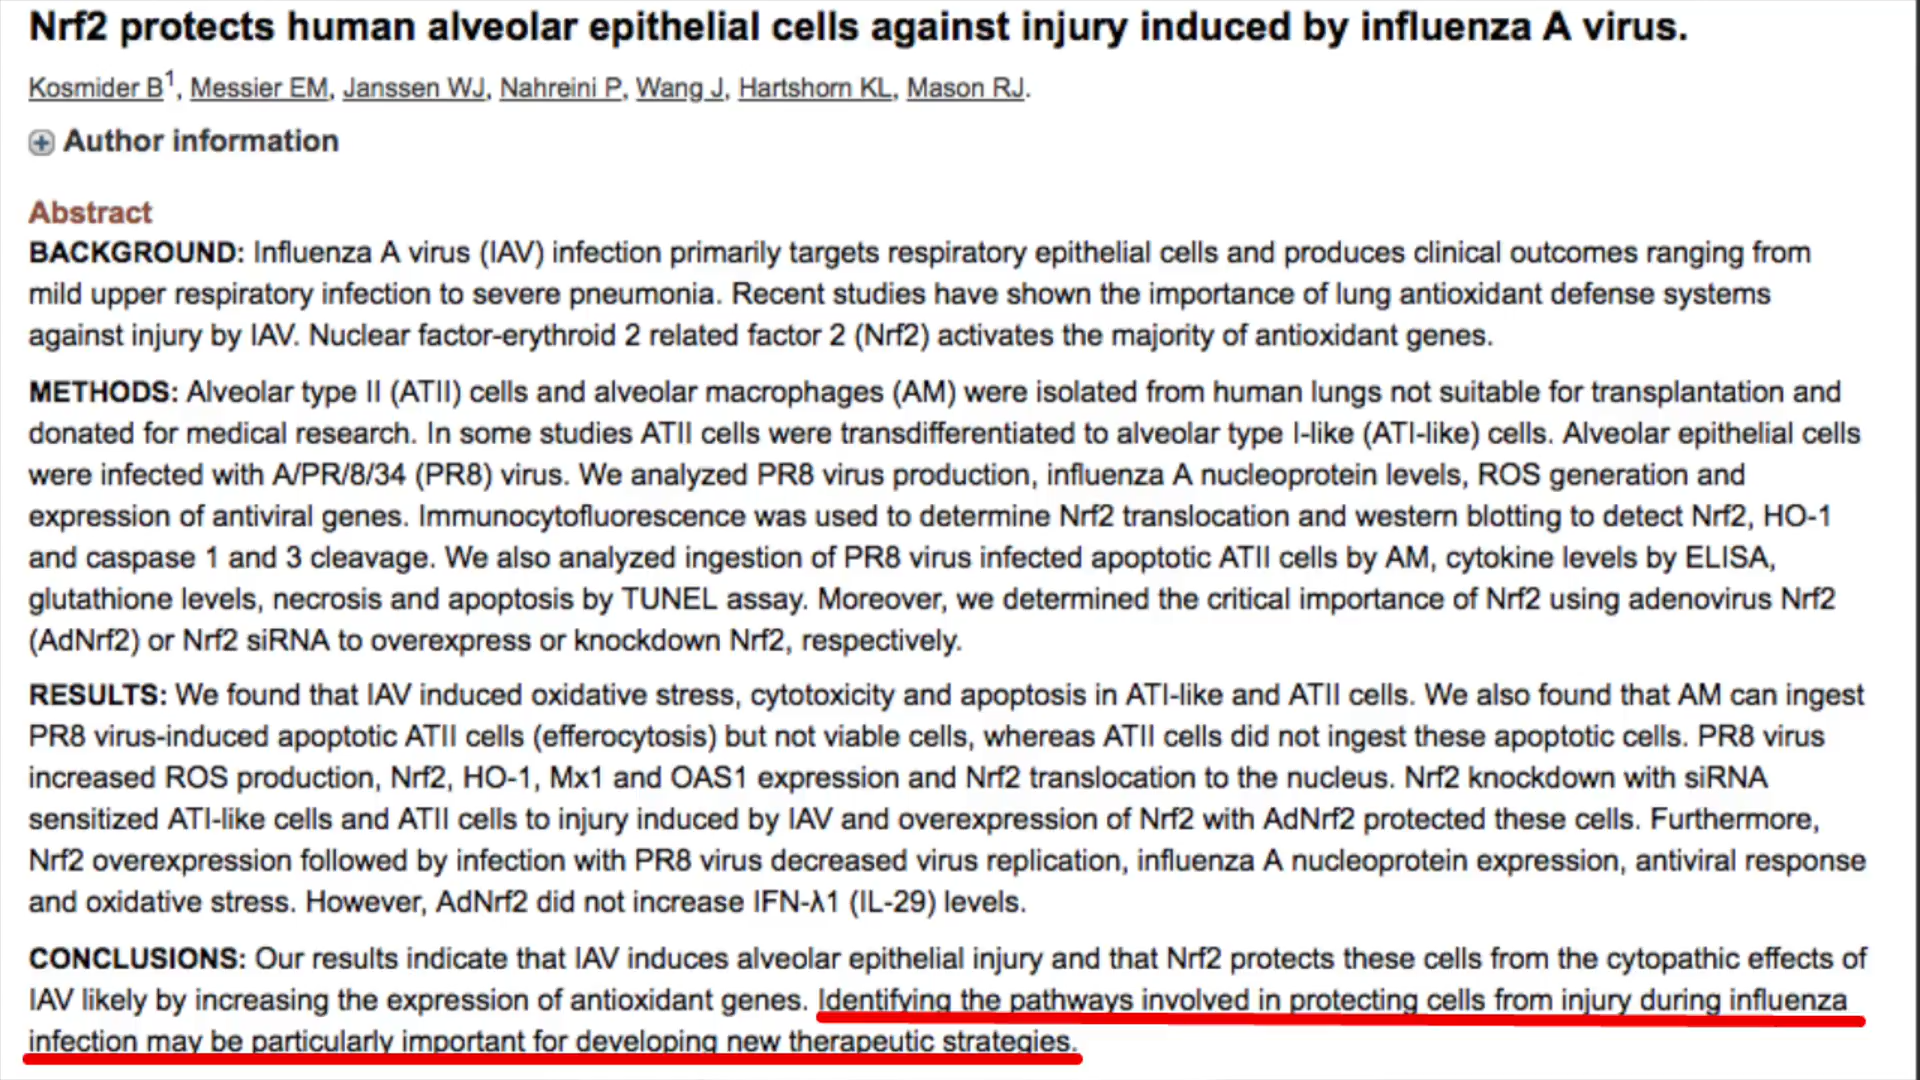 Nrf2 protects human alveolar epithelial cells against injury induced by influenza A virus.
Kosmider B1, Messier EM, Janssen WJ, Nahreini P, Wang J, Hartshorn KL, Mason RJ.
Author information
Abstract
BACKGROUND: Influenza A virus (IAV) infection primarily targets respiratory epithelial cells and produces clinical outcomes ranging from
mild upper respiratory infection to severe pneumonia. Recent studies have shown the importance of lung antioxidant defense systems
against injury by IAV. Nuclear factor-erythroid 2 related factor 2 (Nrf2) activates the majority of antioxidant genes.
METHODS: Alveolar type II (ATII) cells and alveolar macrophages (AM) were isolated from human lungs not suitable for transplantation and
donated for medical research. In some studies ATII cells were transdifferentiated to alveolar type I-like (ATI-like) cells. Alveolar epithelial cells
were infected with A/PR/8/34 (PR8) virus. We analyzed PR8 virus production, influenza A nucleoprotein levels, ROS generation and
expression of antiviral genes. Immunocytofluorescence was used to determine Nrf2 translocation and western blotting to detect Nrf2, HO-1
and caspase 1 and 3 cleavage. We also analyzed ingestion of PR8 virus infected apoptotic ATII cells by AM, cytokine levels by ELISA,
glutathione levels, necrosis and apoptosis by TUNEL assay. Moreover, we determined the critical importance of Nrf2 using adenovirus Nrf2
(AdNrf2) or Nrf2 siRNA to overexpress or knockdown Nrf2, respectively.
RESULTS: We found that IAV induced oxidative stress, cytotoxicity and apoptosis in ATI-like and ATII cells. We also found that AM can ingest
PR8 virus-induced apoptotic ATII cells (efferocytosis) but not viable cells, whereas ATII cells did not ingest these apoptotic cells. PR8 virus
increased ROS production, Nrf2, HO-1, Mx1 and OAS1 expression and Nrf2 translocation to the nucleus. Nrf2 knockdown with siRNA
sensitized ATI-like cells and ATII cells to injury induced by IAV and overexpression of Nrf2 with AdNrf2 protected these cells. Furthermore,
Nrf2 overexpression followed by infection with PR8 virus decreased virus replication, influenza A nucleoprotein expression, antiviral response
and oxidative stress. However, AdNrf2 did not increase IFN-λ1 (IL-29) levels.
CONCLUSIONS: Our results indicate that IAV induces alveolar epithelial injury and that Nrf2 protects these cells from the cytopathic effects of
IAV likely by increasing the expression of antioxidant genes. Identifying the pathways involved in protecting cells from injury during influenza
infection may be particularly important for developing new therapeutic strategies.